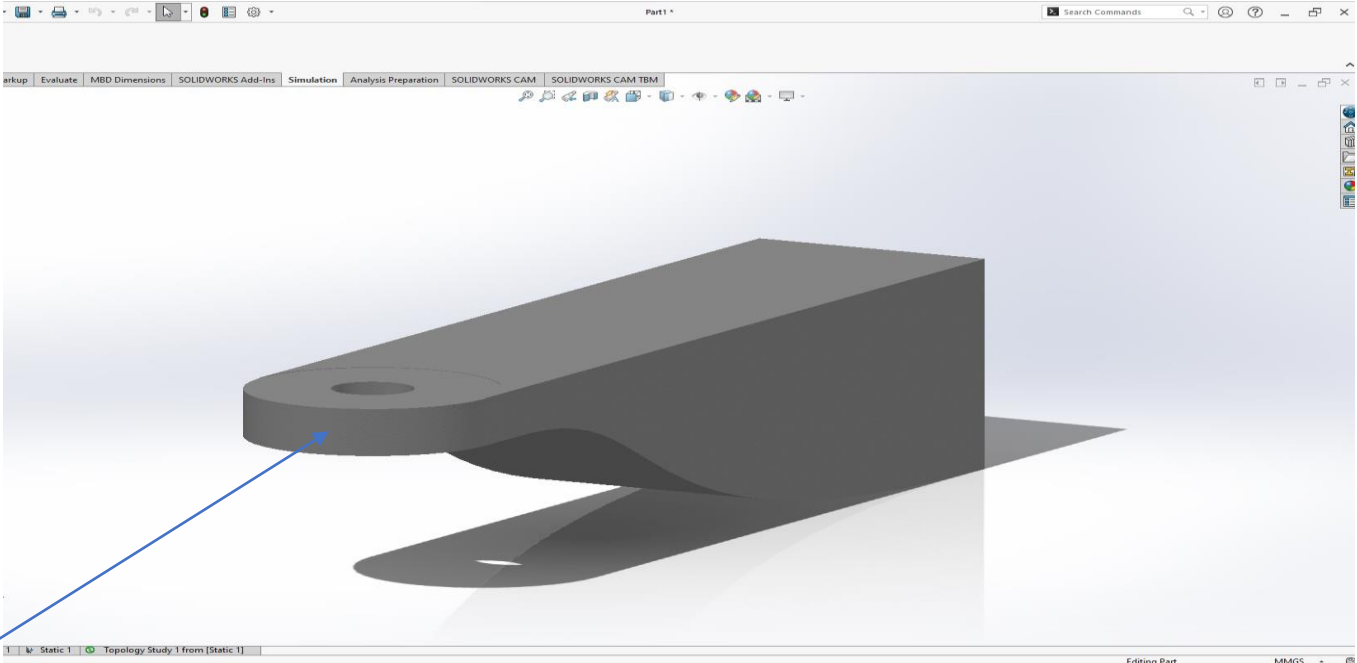 Part1 *
Search Commands
arkup Evaluate MBD Dimensions SOLIDWORKS Add-Ins Simulation Analysis Preparation SOLIDWORKS CAM SOLIDWORKS CAM TBM
1 Static 1 Topology Study 1 from [Static 1]
Editing Part MMGS